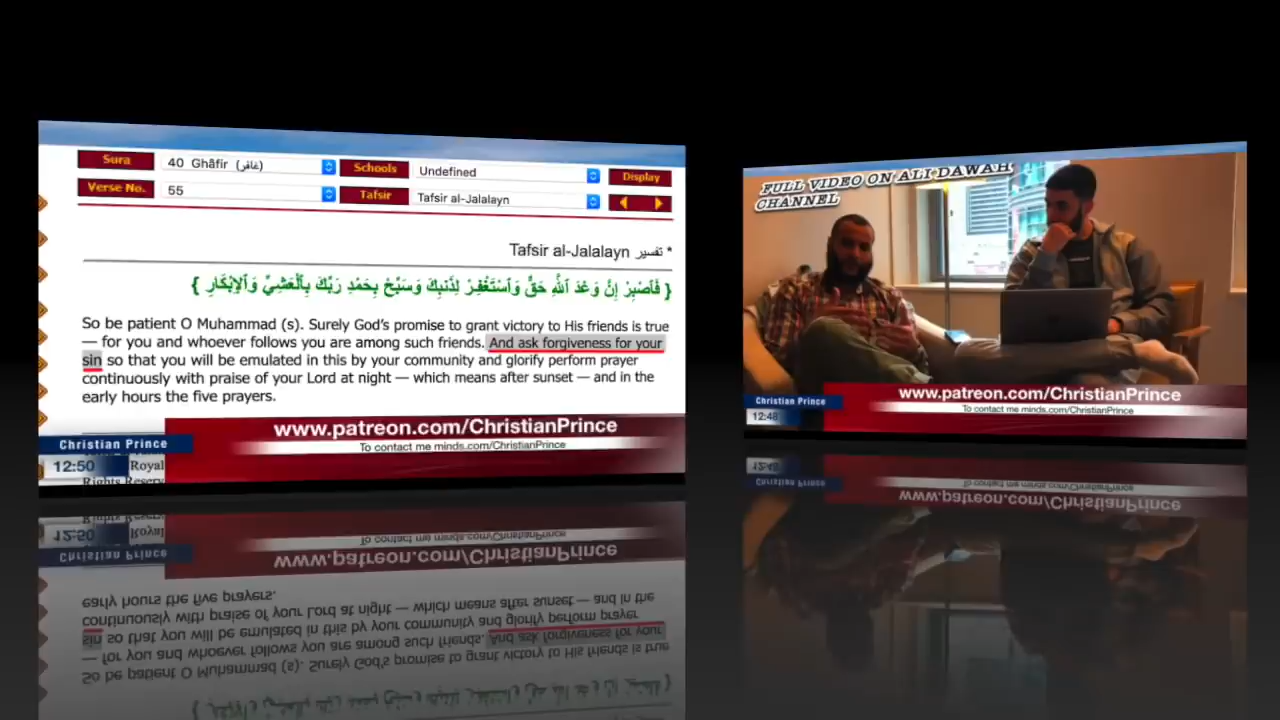 Sura
40 Ghâfir (غافر)
Schools
Undefined
Display
Verse No.
55
Tafsir
Tafsir al-Jalalayn
* تفسير Tafsir al-Jalalayn
{ فَٱصْبِرْ إِنَّ وَعْدَ ٱللَّهِ حَقٌّ وَٱسْتَغْفِـرْ لِذَنبِكَ وَسَبِّحْ بِحَمْدِ رَبِّكَ بِٱلْعَشِيِّ وَٱلإِبْكَارِ }
So be patient O Muhammad (s). Surely God's promise to grant victory to His friends is true
— for you and whoever follows you are among such friends. And ask forgiveness for your
sin so that you will be emulated in this by your community and glorify perform prayer
continuously with praise of your Lord at night — which means after sunset — and in the
early hours the five prayers.
www.patreon.com/ChristianPrince
Christian Prince
To contact me minds.com/ChristianPrince
12:50
Royal
Rights Reserv
FULL VIDEO ON ALI DAWAH
CHANNEL
www.patreon.com/ChristianPrince
Christian Prince
To contact me minds.com/ChristianPrince
12:48